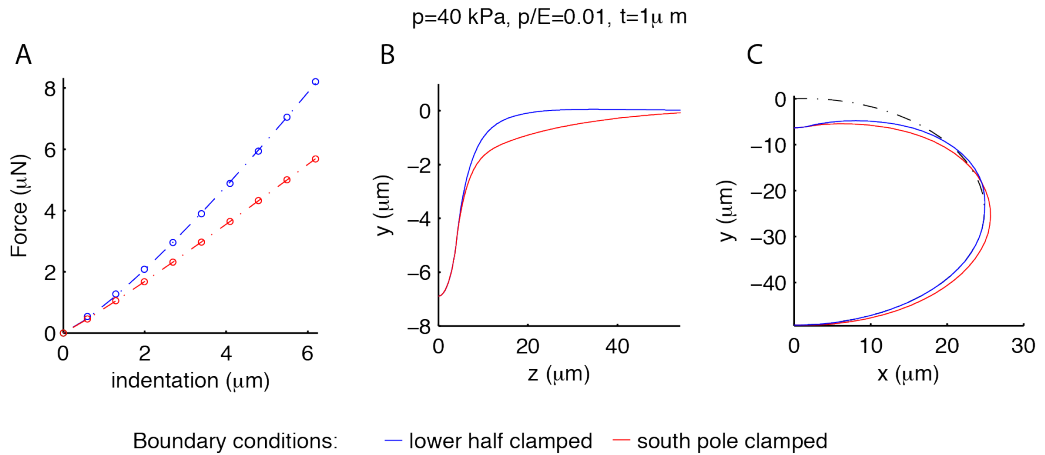 p=40 kPa, p/E=0.01, t=1μ m
A
B
C
8
6
4
2
0
Force (μN)
0 2 4 6
indentation (μm)
0
−2
−4
−6
−8
y (μm)
0 20 40
z (μm)
0
−10
−20
−30
−40
y (μm)
0 10 20 30
x (μm)
Boundary conditions: lower half clamped south pole clamped